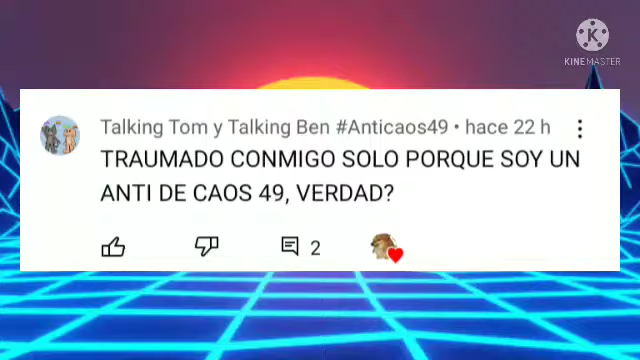 KINEMASTER
Talking Tom y Talking Ben #Anticaos49 • hace 22 h
TRAUMADO CONMIGO SOLO PORQUE SOY UN
ANTI DE CAOS 49, VERDAD?
2